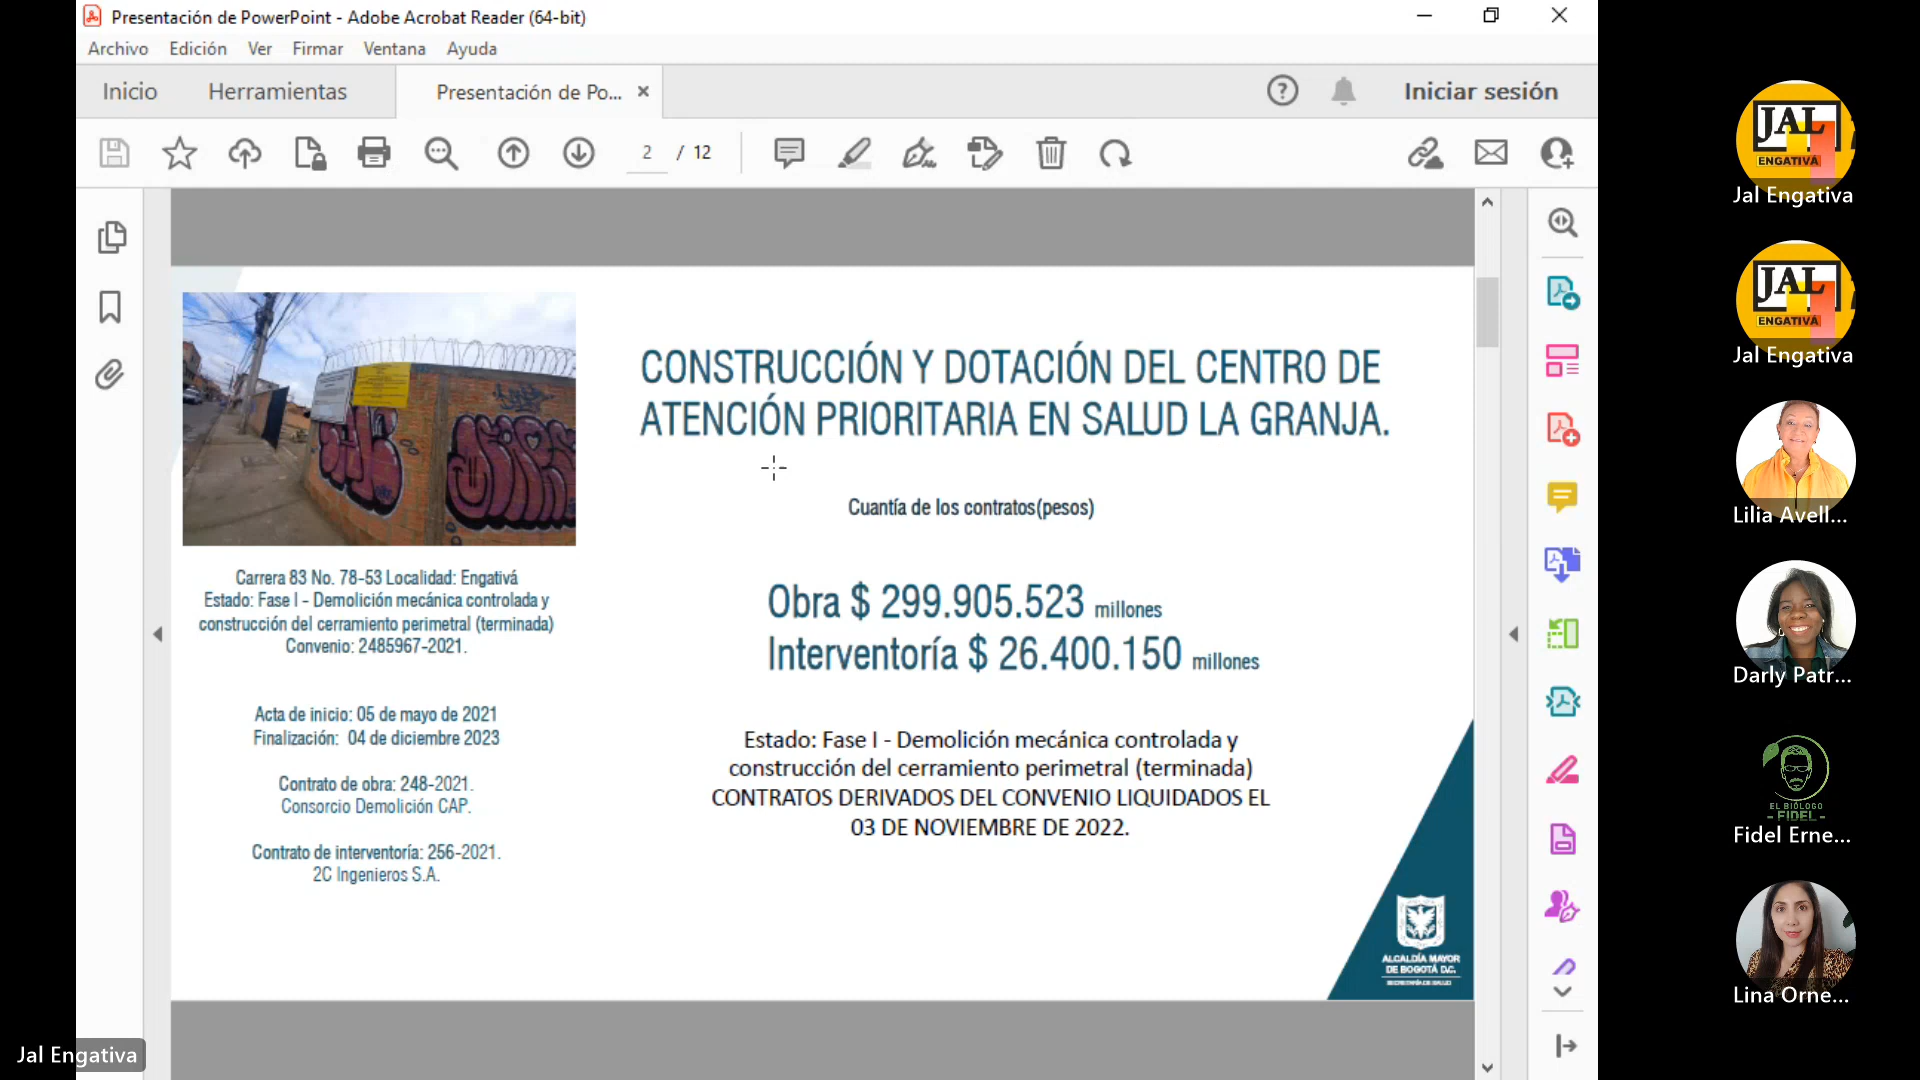 Presentación de PowerPoint - Adobe Acrobat Reader (64-bit)
Archivo Edición Ver Firmar Ventana Ayuda
Inicio Herramientas Presentación de Po... Iniciar sesión
2 / 12
CONSTRUCCIÓN Y DOTACIÓN DEL CENTRO DE
ATENCIÓN PRIORITARIA EN SALUD LA GRANJA.
Cuantía de los contratos(pesos)
Obra $ 299.905.523 millones
Interventoría $ 26.400.150 millones
Estado: Fase I - Demolición mecánica controlada y
construcción del cerramiento perimetral (terminada)
CONTRATOS DERIVADOS DEL CONVENIO LIQUIDADOS EL
03 DE NOVIEMBRE DE 2022.
Carrera 83 No. 78-53 Localidad: Engativá
Estado: Fase I - Demolición mecánica controlada y
construcción del cerramiento perimetral (terminada)
Convenio: 2485967-2021.
Acta de inicio: 05 de mayo de 2021
Finalización: 04 de diciembre 2023
Contrato de obra: 248-2021.
Consorcio Demolición CAP.
Contrato de interventoría: 256-2021.
2C Ingenieros S.A.
ALCALDÍA MAYOR
DE BOGOTÁ D.C.
SECRETARÍA DE SALUD
JAL
ENGATIVÁ
Jal Engativa
JAL
ENGATIVÁ
Jal Engativa
Lilia Avell...
Darly Patr...
EL BIÓLOGO
- FIDEL -
Fidel Erne...
Lina Orne...
Jal Engativa